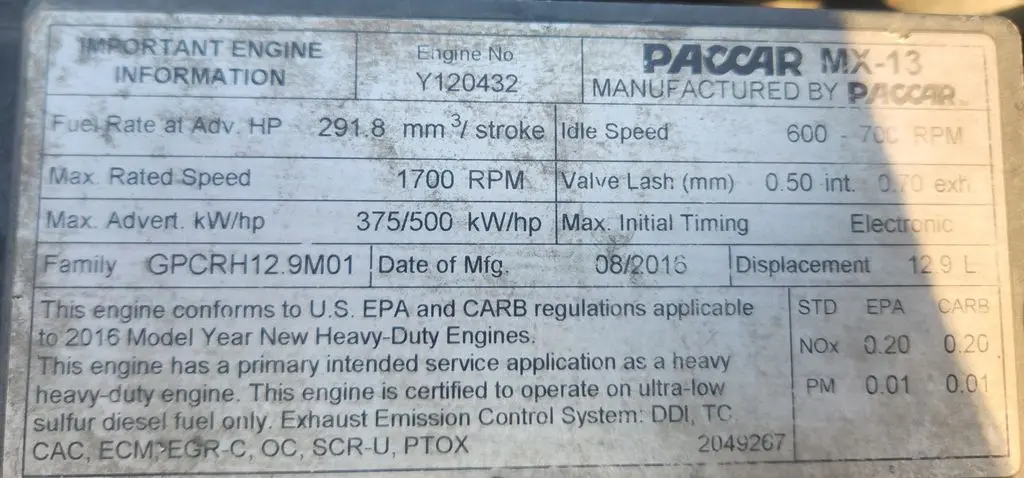 IMPORTANT ENGINE
INFORMATION
Engine No
Y120432
PACCAR MX-13
MANUFACTURED BY PACCAR
Fuel Rate at Adv. HP 291.8 mm³/ stroke
Idle Speed 600 - 700 RPM
Max. Rated Speed 1700 RPM
Valve Lash (mm) 0.50 int. 0.70 exh
Max. Advert. kW/hp 375/500 kW/hp
Max. Initial Timing Electronic
Family GPCRH12.9M01
Date of Mfg. 08/2016
Displacement 12.9 L
This engine conforms to U.S. EPA and CARB regulations applicable
to 2016 Model Year New Heavy-Duty Engines.
This engine has a primary intended service application as a heavy
heavy-duty engine. This engine is certified to operate on ultra-low
sulfur diesel fuel only. Exhaust Emission Control System: DDI, TC
CAC, ECM, EGR-C, OC, SCR-U, PTOX 2049267
STD EPA CARB
NOx 0.20 0.20
PM 0.01 0.01